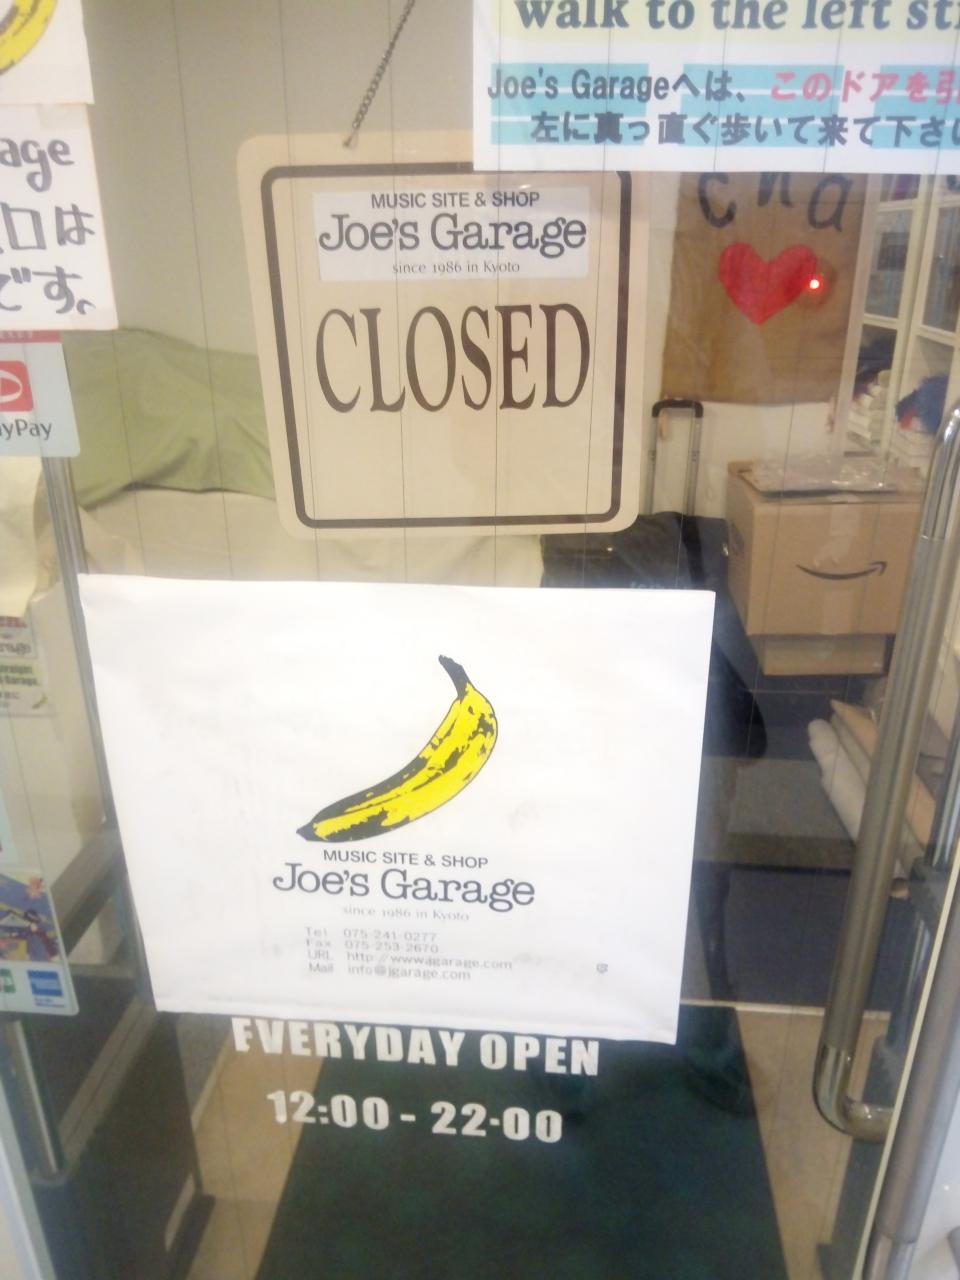 walk to the left
Joe's Garageへは、このドアを引
左に真っ直ぐ歩いて来て下さい
age
口は
です。
MUSIC SITE & SHOP
Joe's Garage
since 1986 in Kyoto
CLOSED
cha
ayPay
MUSIC SITE & SHOP
Joe's Garage
since 1986 in Kyoto
Tel 075-241-0277
Fax 075-253-2670
URL http://www.jgarage.com
Mail info@jgarage.com
EVERYDAY OPEN
12:00 - 22:00